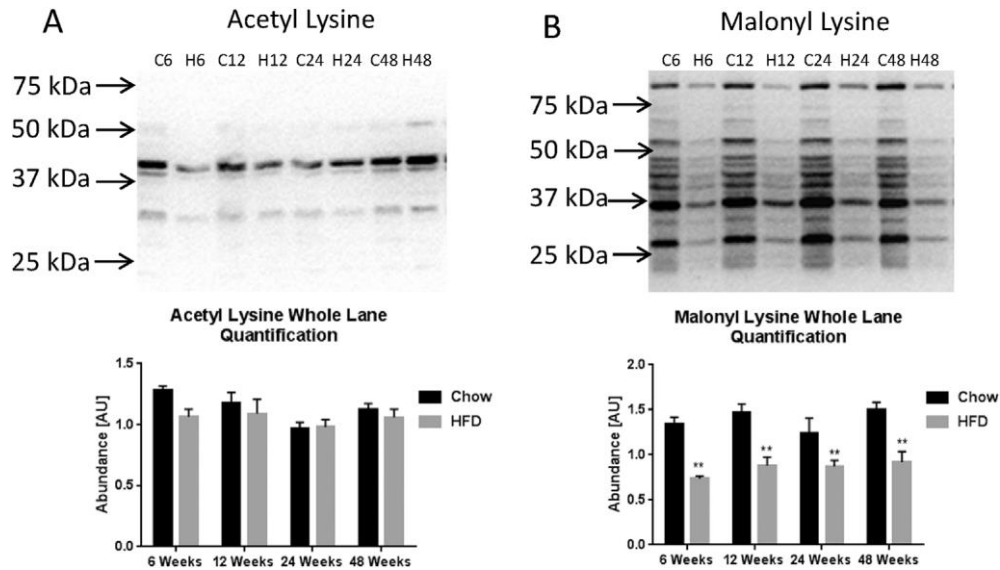 A
Acetyl Lysine
C6 H6 C12 H12 C24 H24 C48 H48
75 kDa
50 kDa
37 kDa
25 kDa
Acetyl Lysine Whole Lane
Quantification
Abundance [AU]
1.5
1.0
0.5
0.0
6 Weeks 12 Weeks 24 Weeks 48 Weeks
Chow
HFD
B
Malonyl Lysine
C6 H6 C12 H12 C24 H24 C48 H48
75 kDa
50 kDa
37 kDa
25 kDa
Malonyl Lysine Whole Lane
Quantification
Abundance [AU]
2.0
1.5
1.0
0.5
0.0
** ** ** **
6 Weeks 12 Weeks 24 Weeks 48 Weeks
Chow
HFD